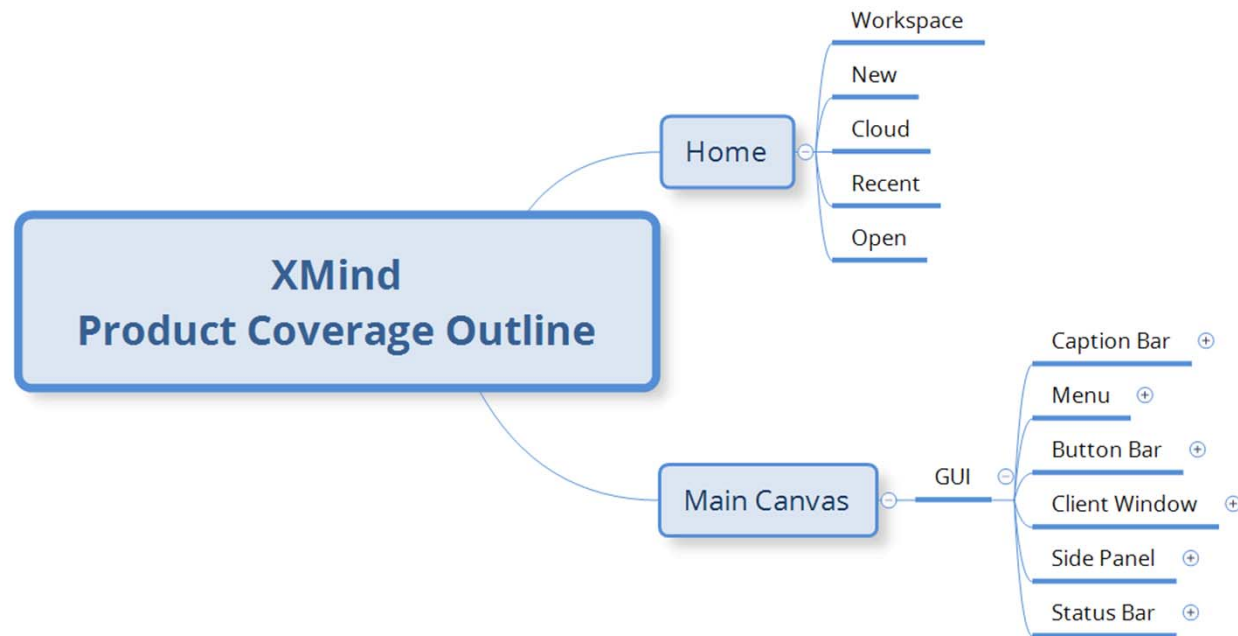 XMind
Product Coverage Outline
Home
Workspace
New
Cloud
Recent
Open
Main Canvas
GUI
Caption Bar
Menu
Button Bar
Client Window
Side Panel
Status Bar